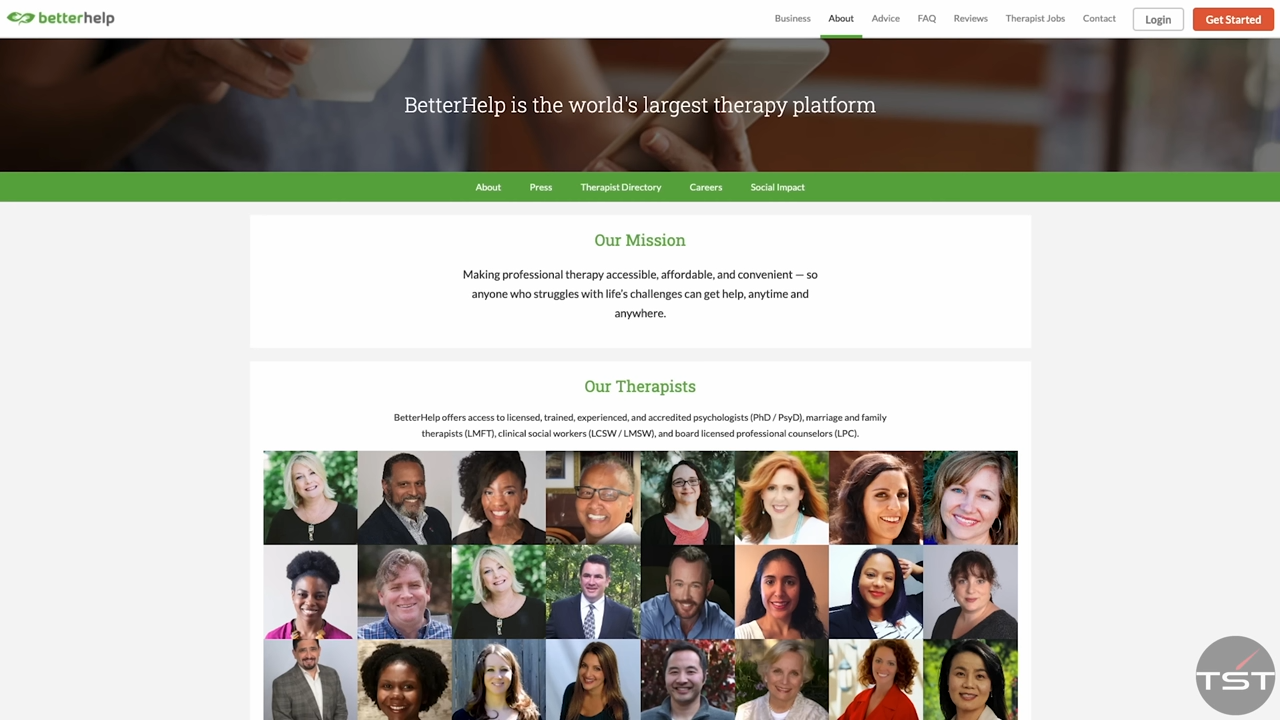 betterhelp
Business About Advice FAQ Reviews Therapist Jobs Contact Login Get Started
BetterHelp is the world's largest therapy platform
About Press Therapist Directory Careers Social Impact
Our Mission
Making professional therapy accessible, affordable, and convenient — so
anyone who struggles with life's challenges can get help, anytime and
anywhere.
Our Therapists
BetterHelp offers access to licensed, trained, experienced, and accredited psychologists (PhD / PsyD), marriage and family
therapists (LMFT), clinical social workers (LCSW / LMSW), and board licensed professional counselors (LPC).
TST